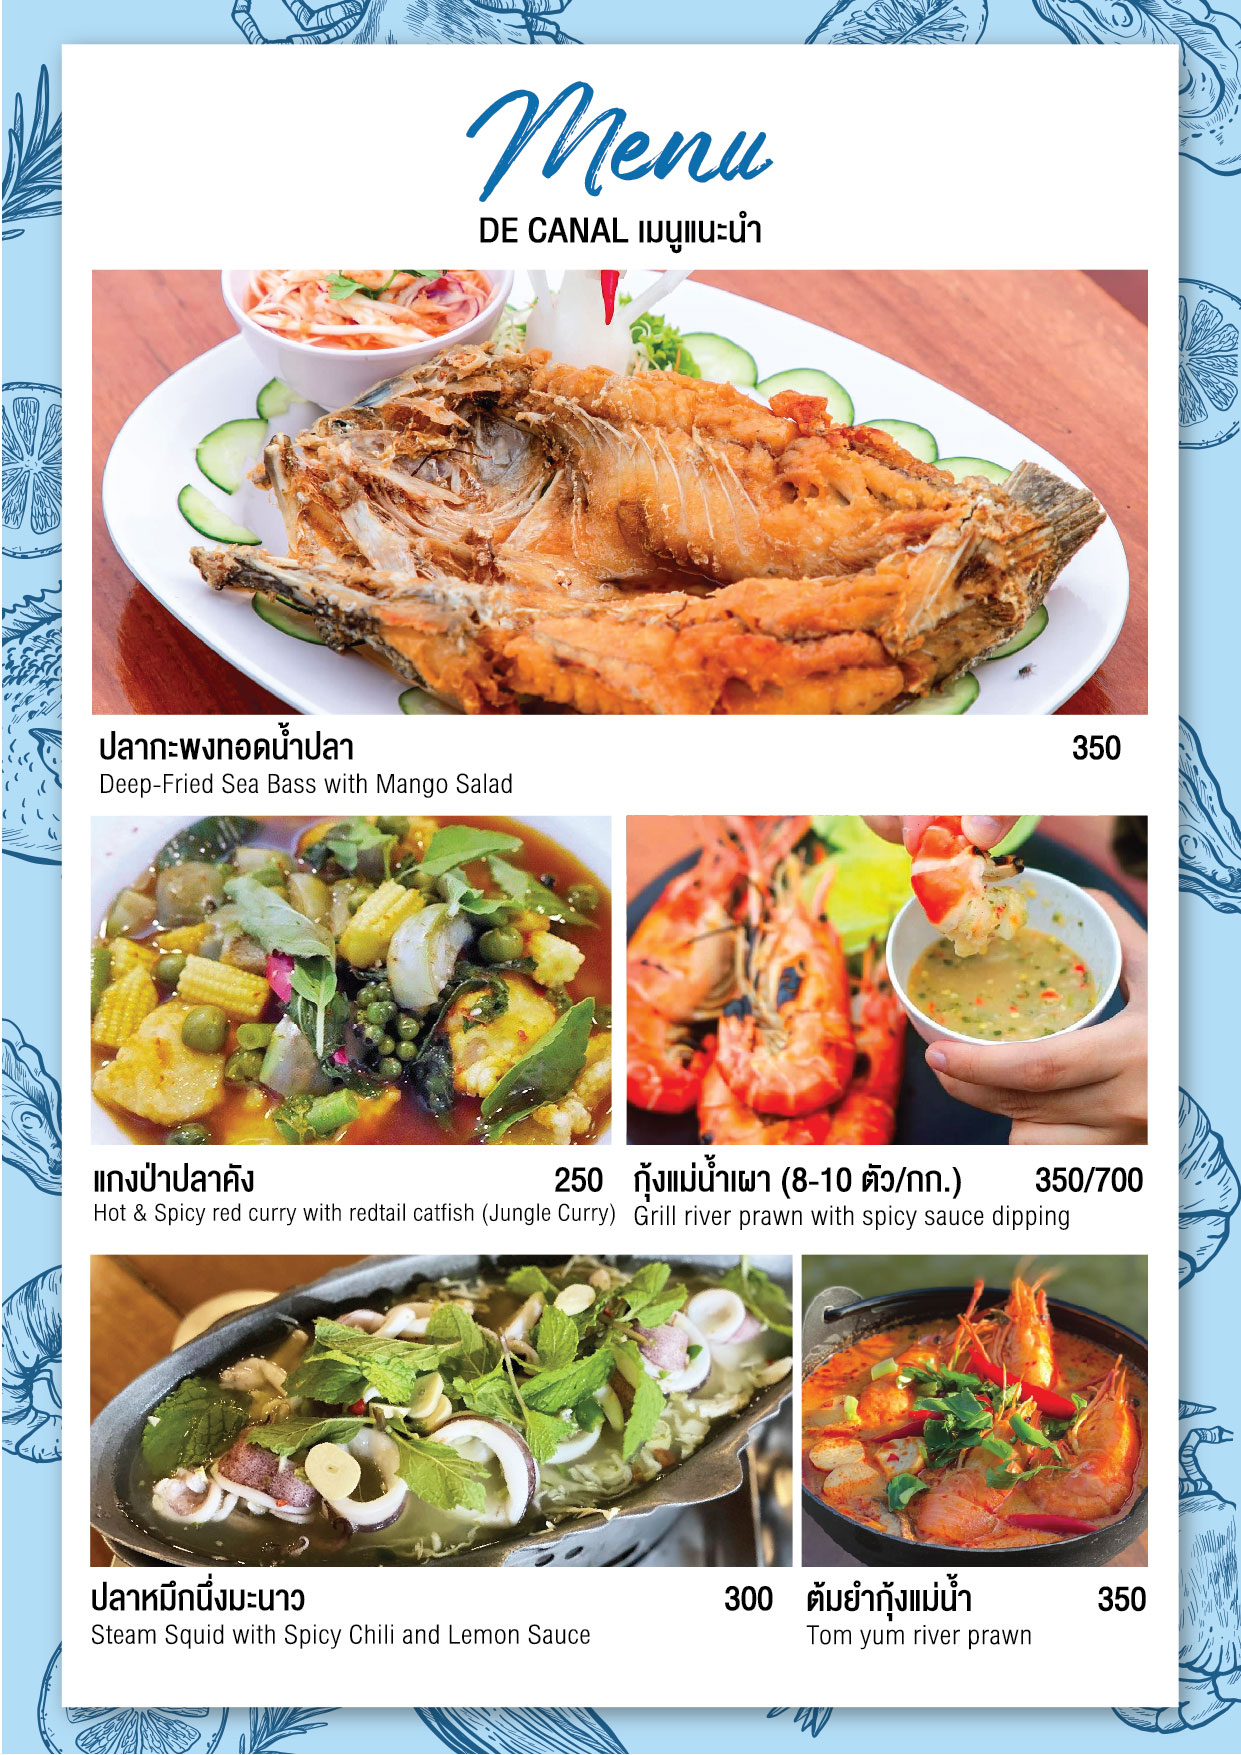 Menu
DE CANAL เมนูแนะนำ
ปลากะพงทอดน้ำปลา 350
Deep-Fried Sea Bass with Mango Salad
แกงป่าปลาคัง 250
Hot & Spicy red curry with redtail catfish (Jungle Curry)
กุ้งแม่น้ำเผา (8-10 ตัว/กก.) 350/700
Grill river prawn with spicy sauce dipping
ปลาหมึกนึ่งมะนาว 300
Steam Squid with Spicy Chili and Lemon Sauce
ต้มยำกุ้งแม่น้ำ 350
Tom yum river prawn